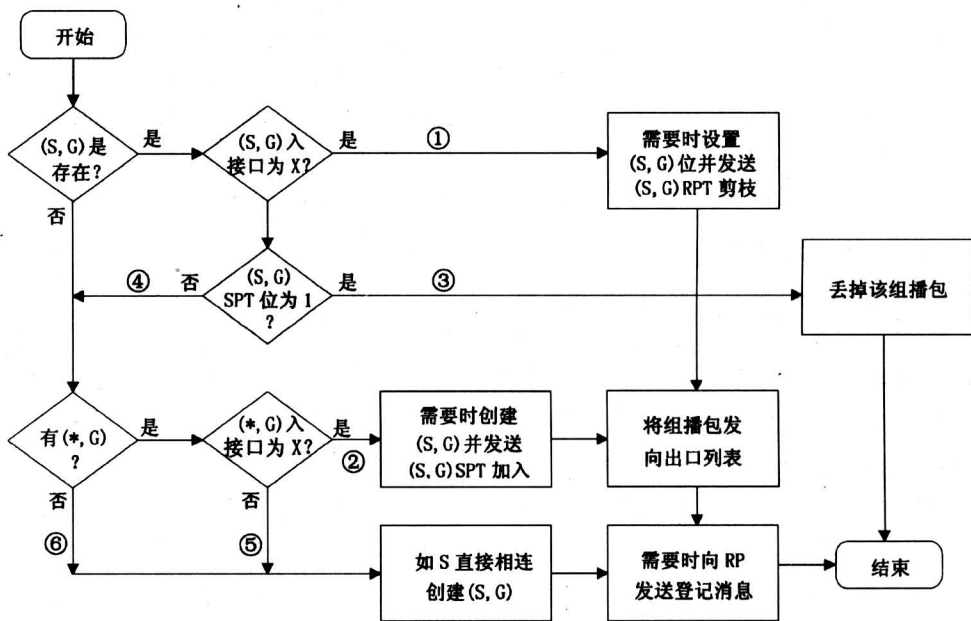 开始
(S,G)是
存在?
是
(S,G)入
接口为X?
是
①
需要时设置
(S,G)位并发送
(S,G)RPT剪枝
否
④
否
(S,G)
SPT位为1
?
是
③
丢掉该组播包
有(*,G)
?
是
(*,G)入
接口为X?
是
②
需要时创建
(S,G)并发送
(S,G)SPT加入
将组播包发
向出口列表
否
⑥
否
⑤
如S直接相连
创建(S,G)
需要时向RP
发送登记消息
结束